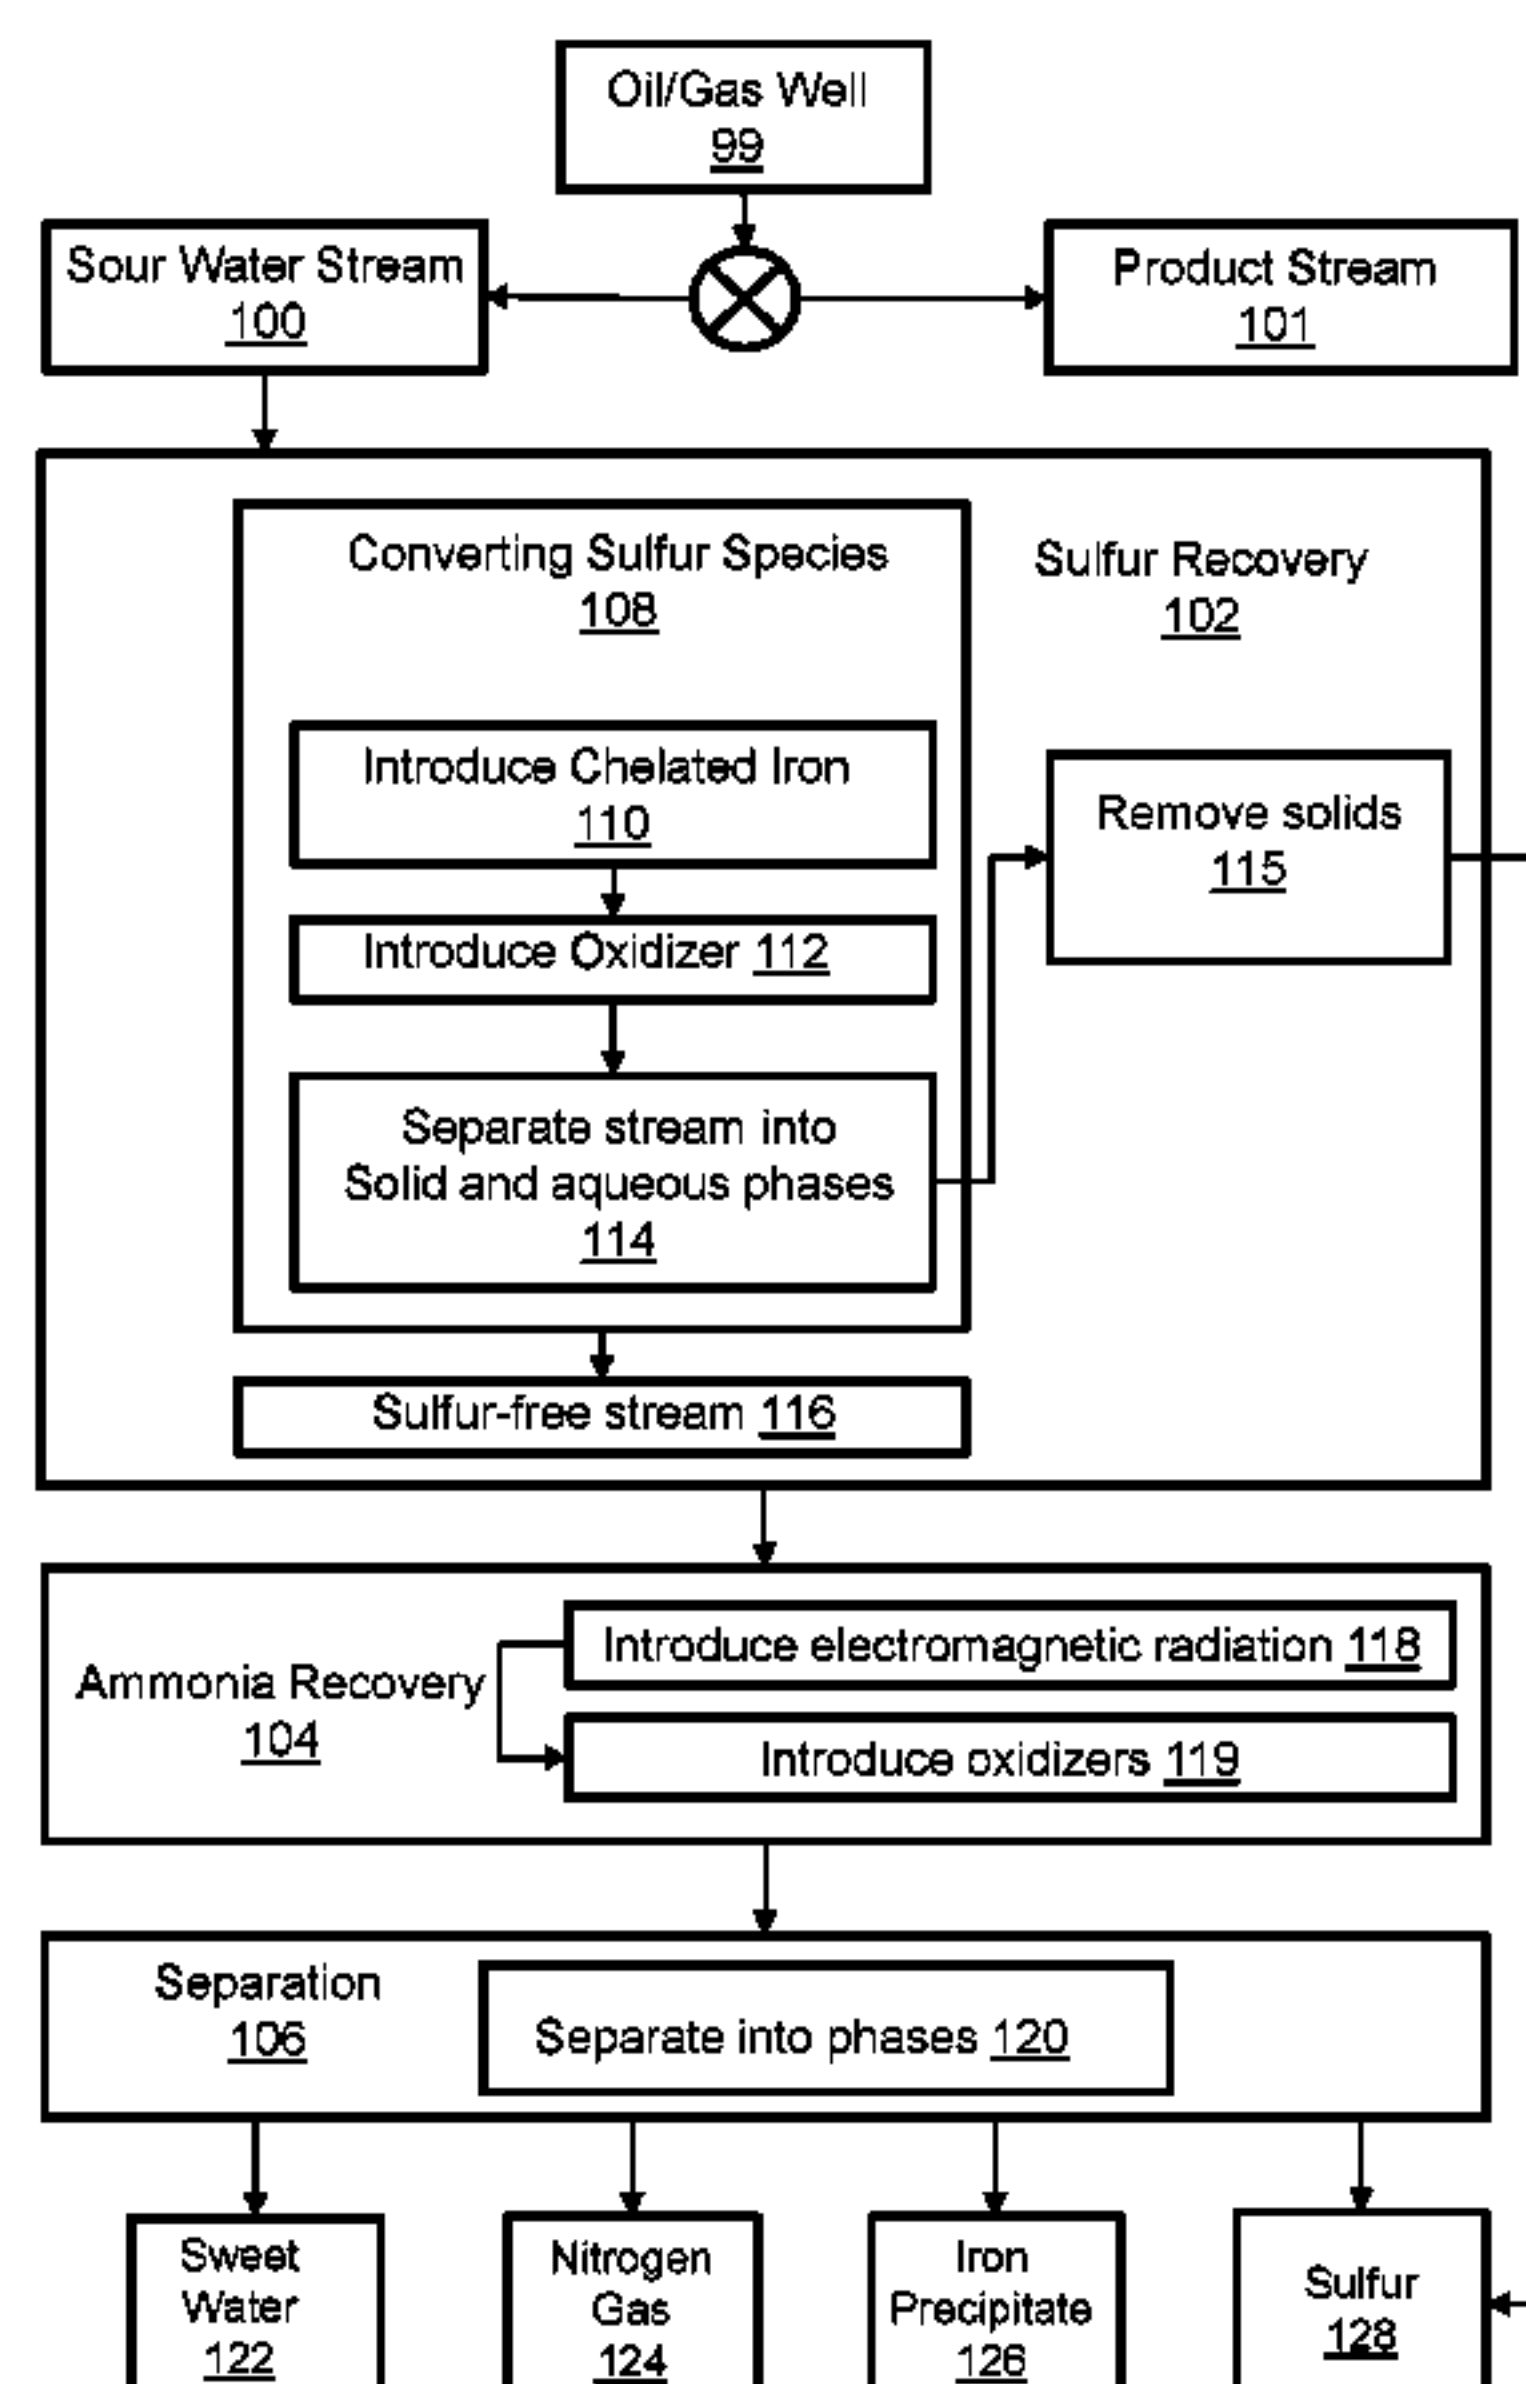 Oil/Gas Well
99
Sour Water Stream
100
Product Stream
101
Converting Sulfur Species
108
Sulfur Recovery
102
Introduce Chelated Iron
110
Remove solids
115
Introduce Oxidizer 112
Separate stream into
Solid and aqueous phases
114
Sulfur-free stream 116
Ammonia Recovery
104
Introduce electromagnetic radiation 118
Introduce oxidizers 119
Separation
106
Separate into phases 120
Sweet
Water
122
Nitrogen
Gas
124
Iron
Precipitate
126
Sulfur
128